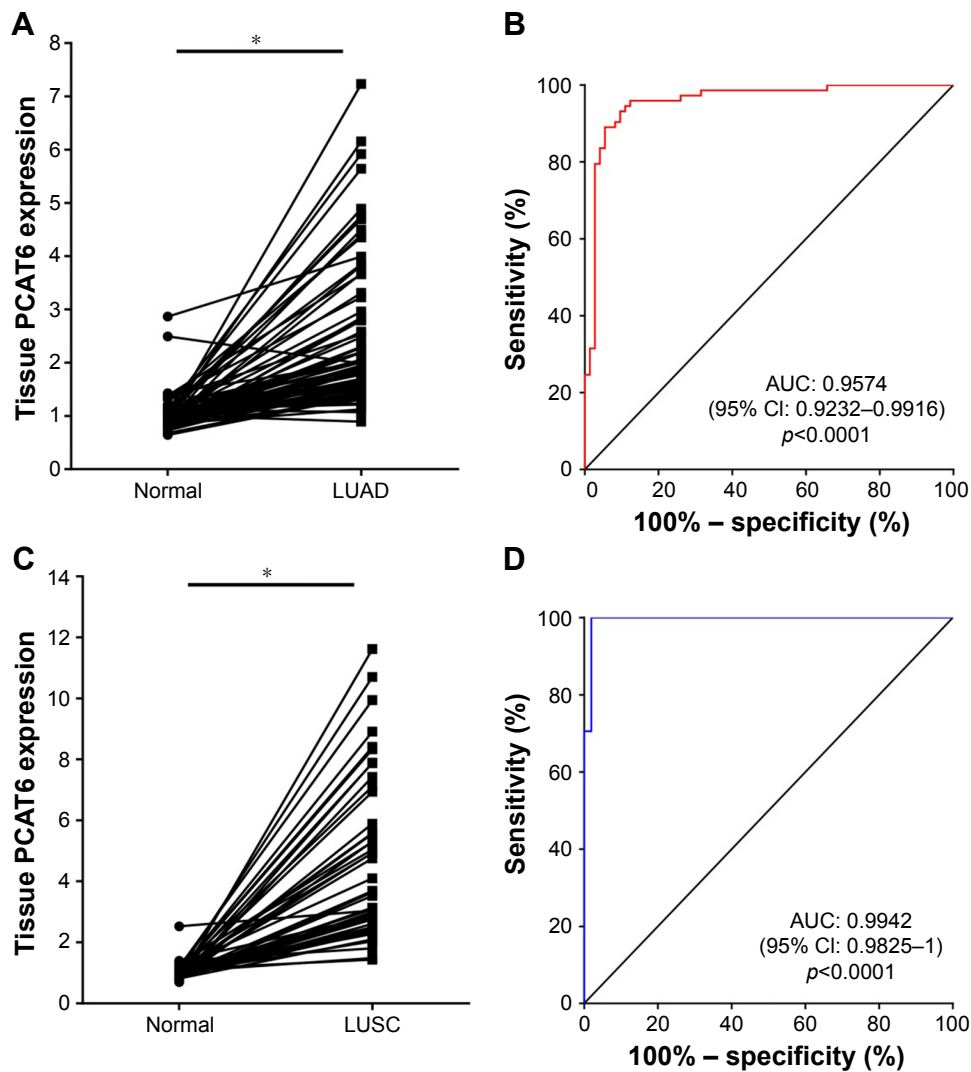 A
*
Tissue PCAT6 expression
8
7
6
5
4
3
2
1
0
Normal LUAD
B
Sensitivity (%)
100
80
60
40
20
0
AUC: 0.9574
(95% CI: 0.9232–0.9916)
p<0.0001
0 20 40 60 80 100
100% – specificity (%)
C
*
Tissue PCAT6 expression
14
12
10
8
6
4
2
0
Normal LUSC
D
Sensitivity (%)
100
80
60
40
20
0
AUC: 0.9942
(95% CI: 0.9825–1)
p<0.0001
0 20 40 60 80 100
100% – specificity (%)